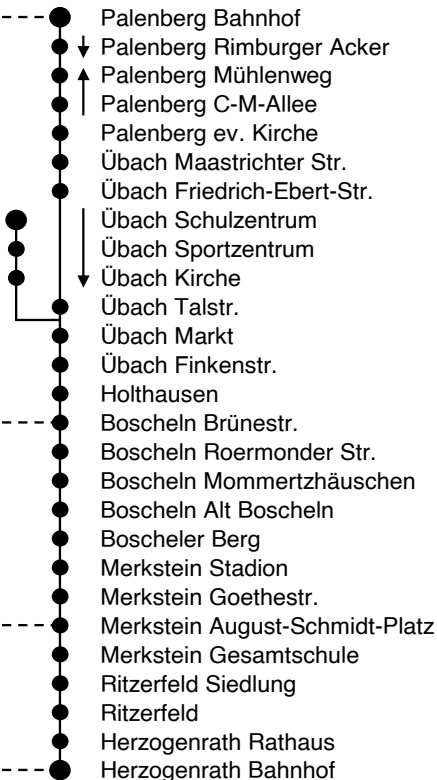 Palenberg Bahnhof
Palenberg Rimburger Acker
Palenberg Mühlenweg
Palenberg C-M-Allee
Palenberg ev. Kirche
Übach Maastrichter Str.
Übach Friedrich-Ebert-Str.
Übach Schulzentrum
Übach Sportzentrum
Übach Kirche
Übach Talstr.
Übach Markt
Übach Finkenstr.
Holthausen
Boscheln Brünestr.
Boscheln Roermonder Str.
Boscheln Mommertzhäuschen
Boscheln Alt Boscheln
Boscheler Berg
Merkstein Stadion
Merkstein Goethestr.
Merkstein August-Schmidt-Platz
Merkstein Gesamtschule
Ritzerfeld Siedlung
Ritzerfeld
Herzogenrath Rathaus
Herzogenrath Bahnhof